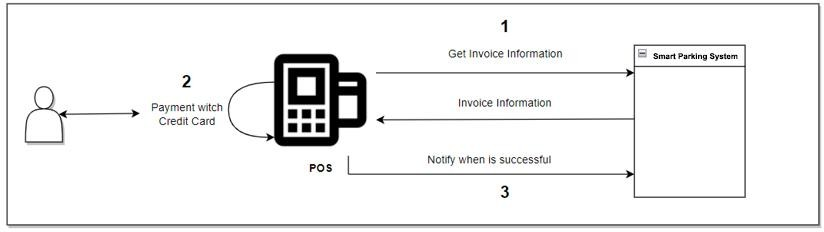 1
Get Invoice Information
Smart Parking System
2
Payment witch
Credit Card
Invoice Information
Notify when is successful
POS
3